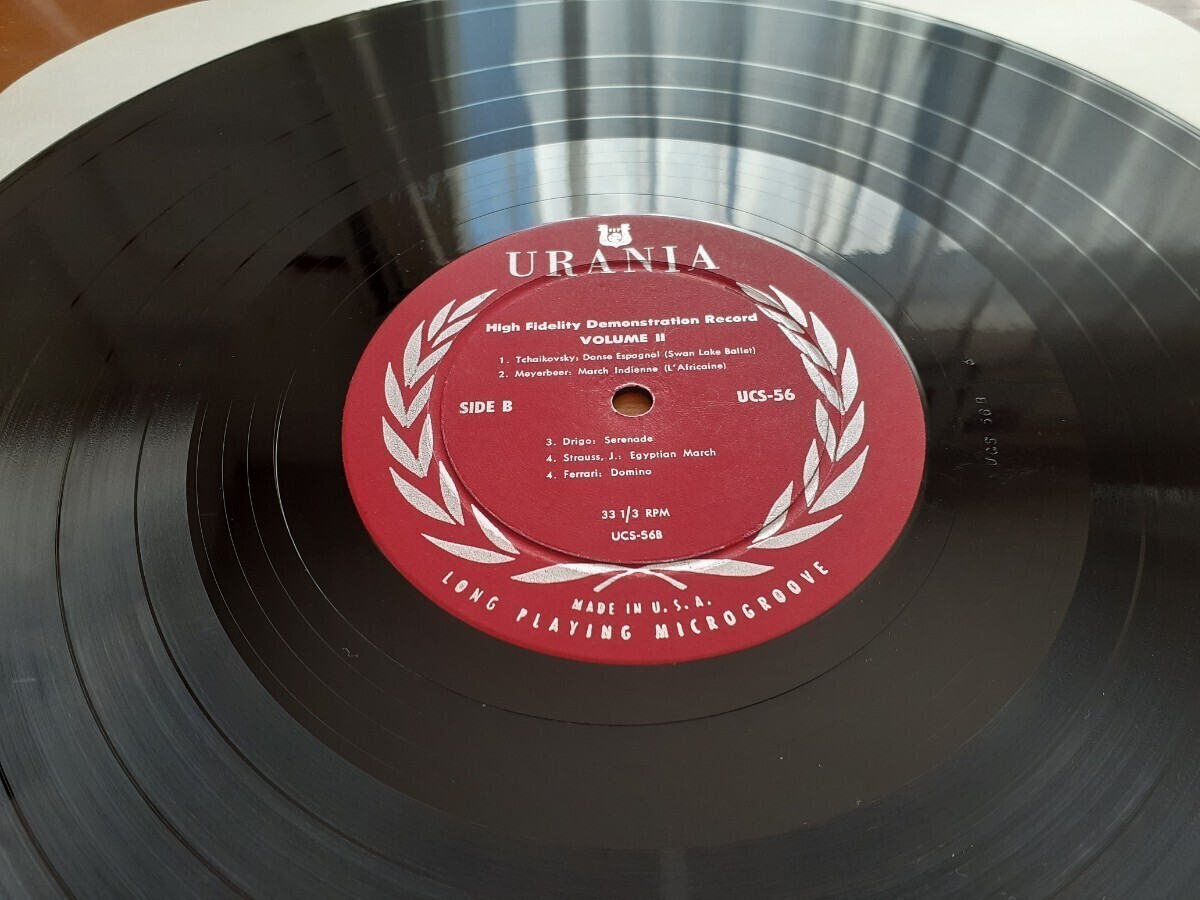 URANIA
High Fidelity Demonstration Record
VOLUME II
1. Tchaikovsky: Danse Espagnol (Swan Lake Ballet)
2. Meyerbeer: March Indienne (L'Africaine)
SIDE B
UCS-56
3. Drigo: Serenade
4. Strauss, J.: Egyptian March
4. Ferrari: Domino
33 1/3 RPM
UCS-56B
MADE IN U. S. A.
LONG PLAYING MICROGROOVE
UCS 56 B